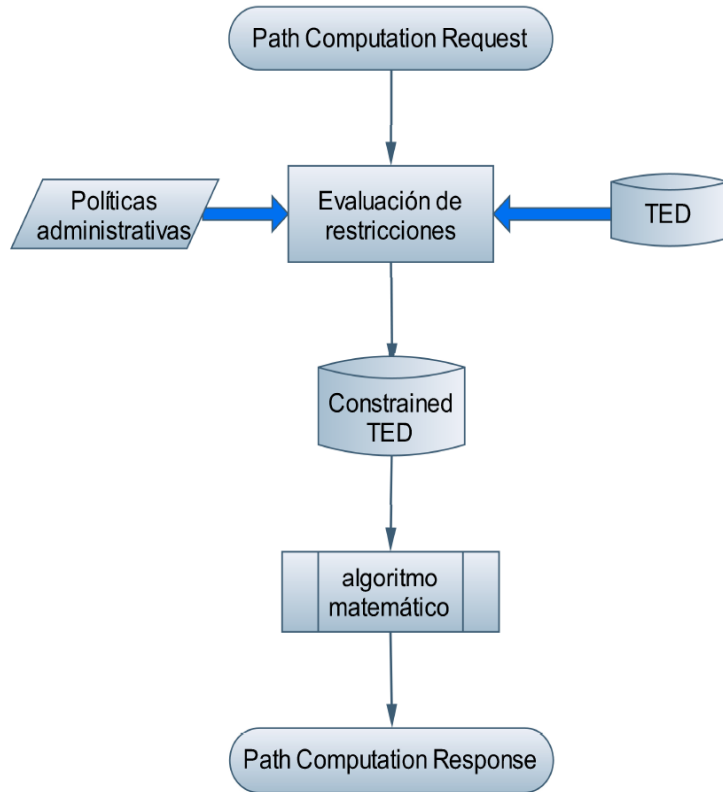 Path Computation Request
Políticas
administrativas
Evaluación de
restricciones
TED
Constrained
TED
algoritmo
matemático
Path Computation Response